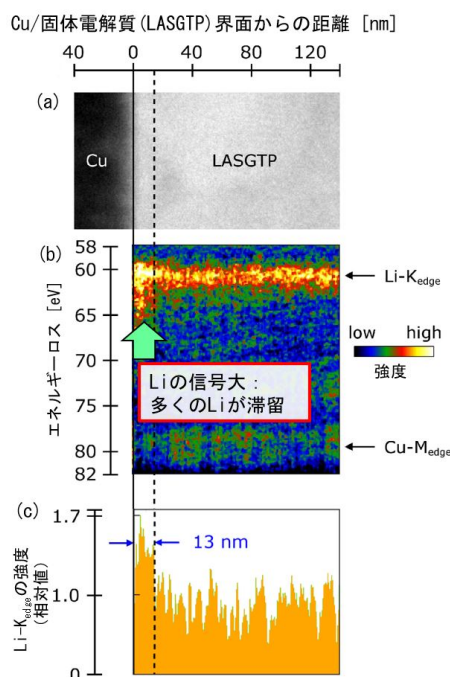 Cu/固体電解質(LASGTP)界面からの距離 [nm]
0 40 80 120
(a)
Cu
LASGTP
(b)
58
60
65
70
75
80
82
エネルギーロス [eV]
Li-Kedge
low high
強度
Liの信号大：
多くのLiが滞留
Cu-Medge
(c)
1.7
1.0
0
Li-Kedgeの強度
(相対値)
13 nm